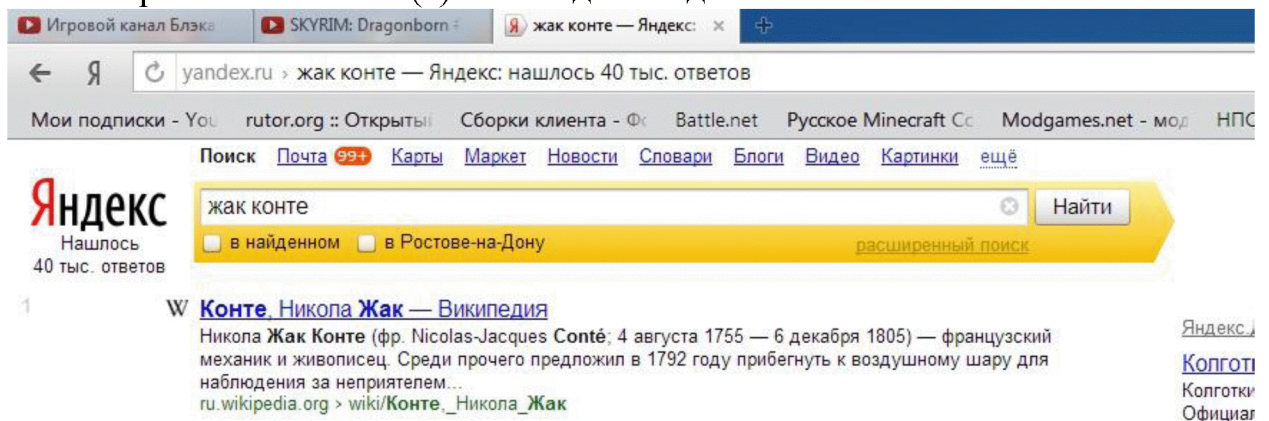 Игровой канал Блэка SKYRIM: Dragonborn жак конте — Яндекс:
Я yandex.ru › жак конте — Яндекс: нашлось 40 тыс. ответов
Мои подписки - You rutor.org :: Открытый Сборки клиента - Фо Battle.net Русское Minecraft Со Modgames.net - мод НПО
Поиск Почта 99+ Карты Маркет Новости Словари Блоги Видео Картинки ещё
Яндекс
жак конте Найти
Нашлось
40 тыс. ответов
в найденном в Ростове-на-Дону расширенный поиск
1 W Конте, Никола Жак — Википедия
Никола Жак Конте (фр. Nicolas-Jacques Conté; 4 августа 1755 — 6 декабря 1805) — французский
механик и живописец. Среди прочего предложил в 1792 году прибегнуть к воздушному шару для
наблюдения за неприятелем...
ru.wikipedia.org › wiki/Конте,_Никола_Жак
Яндекс.
Колготк
Колготки
Официал